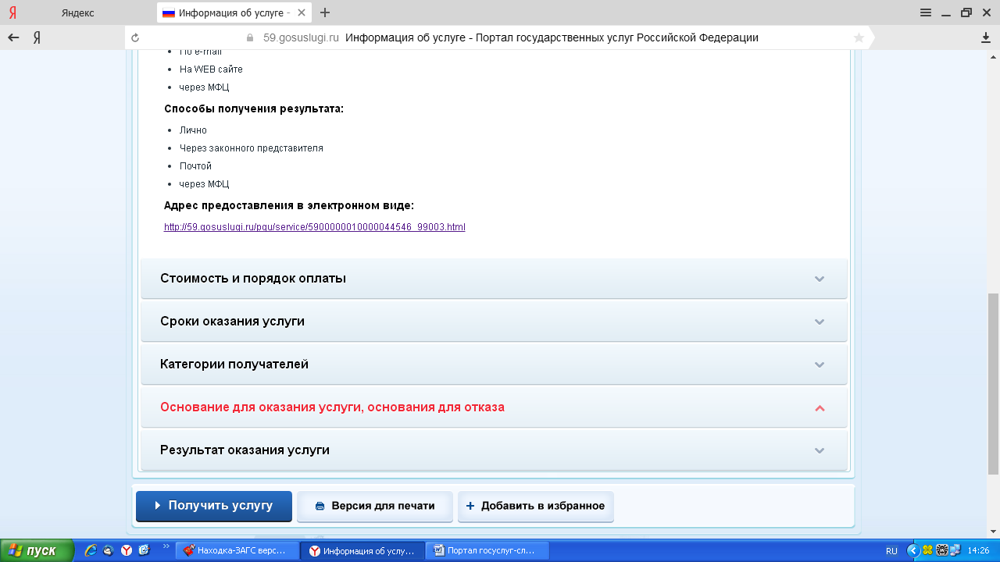 Я Яндекс Информация об услуге -
Я 59.gosuslugi.ru Информация об услуге - Портал государственных услуг Российской Федерации
По e-mail
На WEB сайте
через МФЦ
Способы получения результата:
Лично
Через законного представителя
Почтой
через МФЦ
Адрес предоставления в электронном виде:
http://59.gosuslugi.ru/pgu/service/5900000010000044546_99003.html
Стоимость и порядок оплаты
Сроки оказания услуги
Категории получателей
Основание для оказания услуги, основания для отказа
Результат оказания услуги
Получить услугу Версия для печати Добавить в избранное
пуск Находка-ЗАГС верс... Информация об услу... Портал госуслуг-сл... RU 14:26